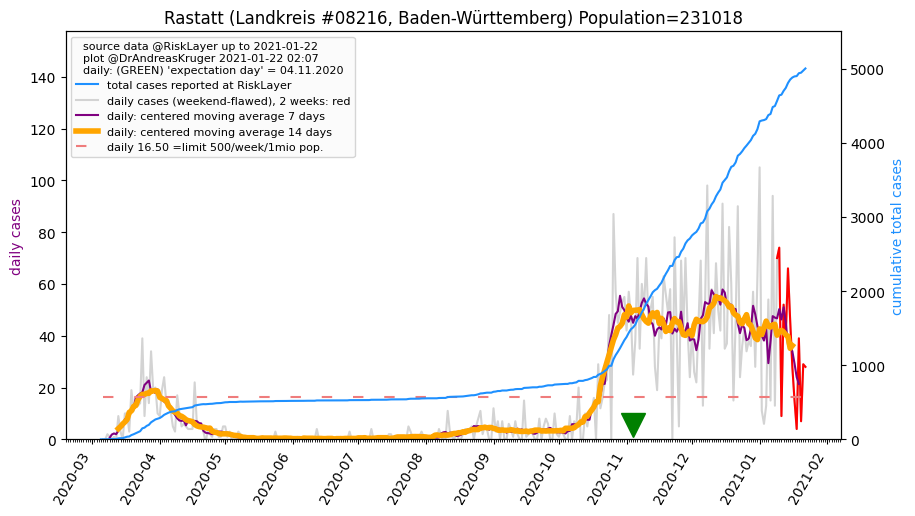 Rastatt (Landkreis #08216, Baden-Württemberg) Population=231018
source data @RiskLayer up to 2021-01-22
plot @DrAndreasKruger 2021-01-22 02:07
daily: (GREEN) 'expectation day' = 04.11.2020
total cases reported at RiskLayer
daily cases (weekend-flawed), 2 weeks: red
daily: centered moving average 7 days
daily: centered moving average 14 days
daily 16.50 =limit 500/week/1mio pop.
daily cases
140
120
100
80
60
40
20
0
cumulative total cases
5000
4000
3000
2000
1000
0
2020-03
2020-04
2020-05
2020-06
2020-07
2020-08
2020-09
2020-10
2020-11
2020-12
2021-01
2021-02